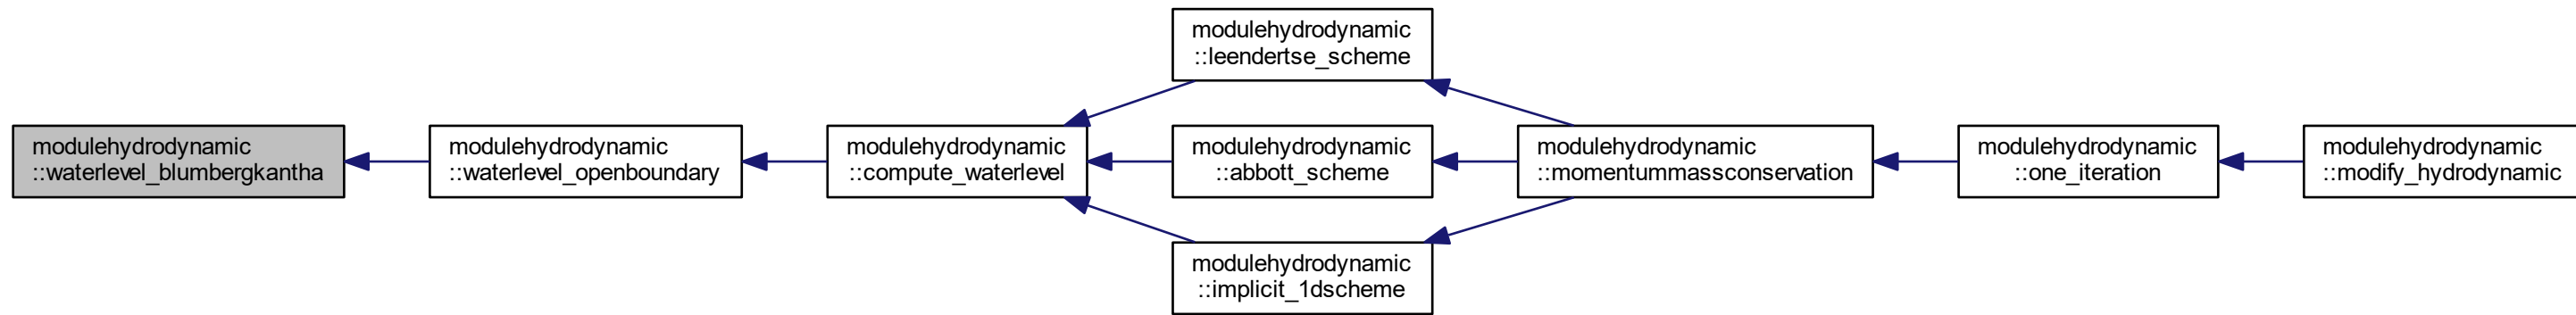 modulehydrodynamic
::waterlevel_blumbergkantha
modulehydrodynamic
::waterlevel_openboundary
modulehydrodynamic
::compute_waterlevel
modulehydrodynamic
::leendertse_scheme
modulehydrodynamic
::abbott_scheme
modulehydrodynamic
::implicit_1dscheme
modulehydrodynamic
::momentummassconservation
modulehydrodynamic
::one_iteration
modulehydrodynamic
::modify_hydrodynamic